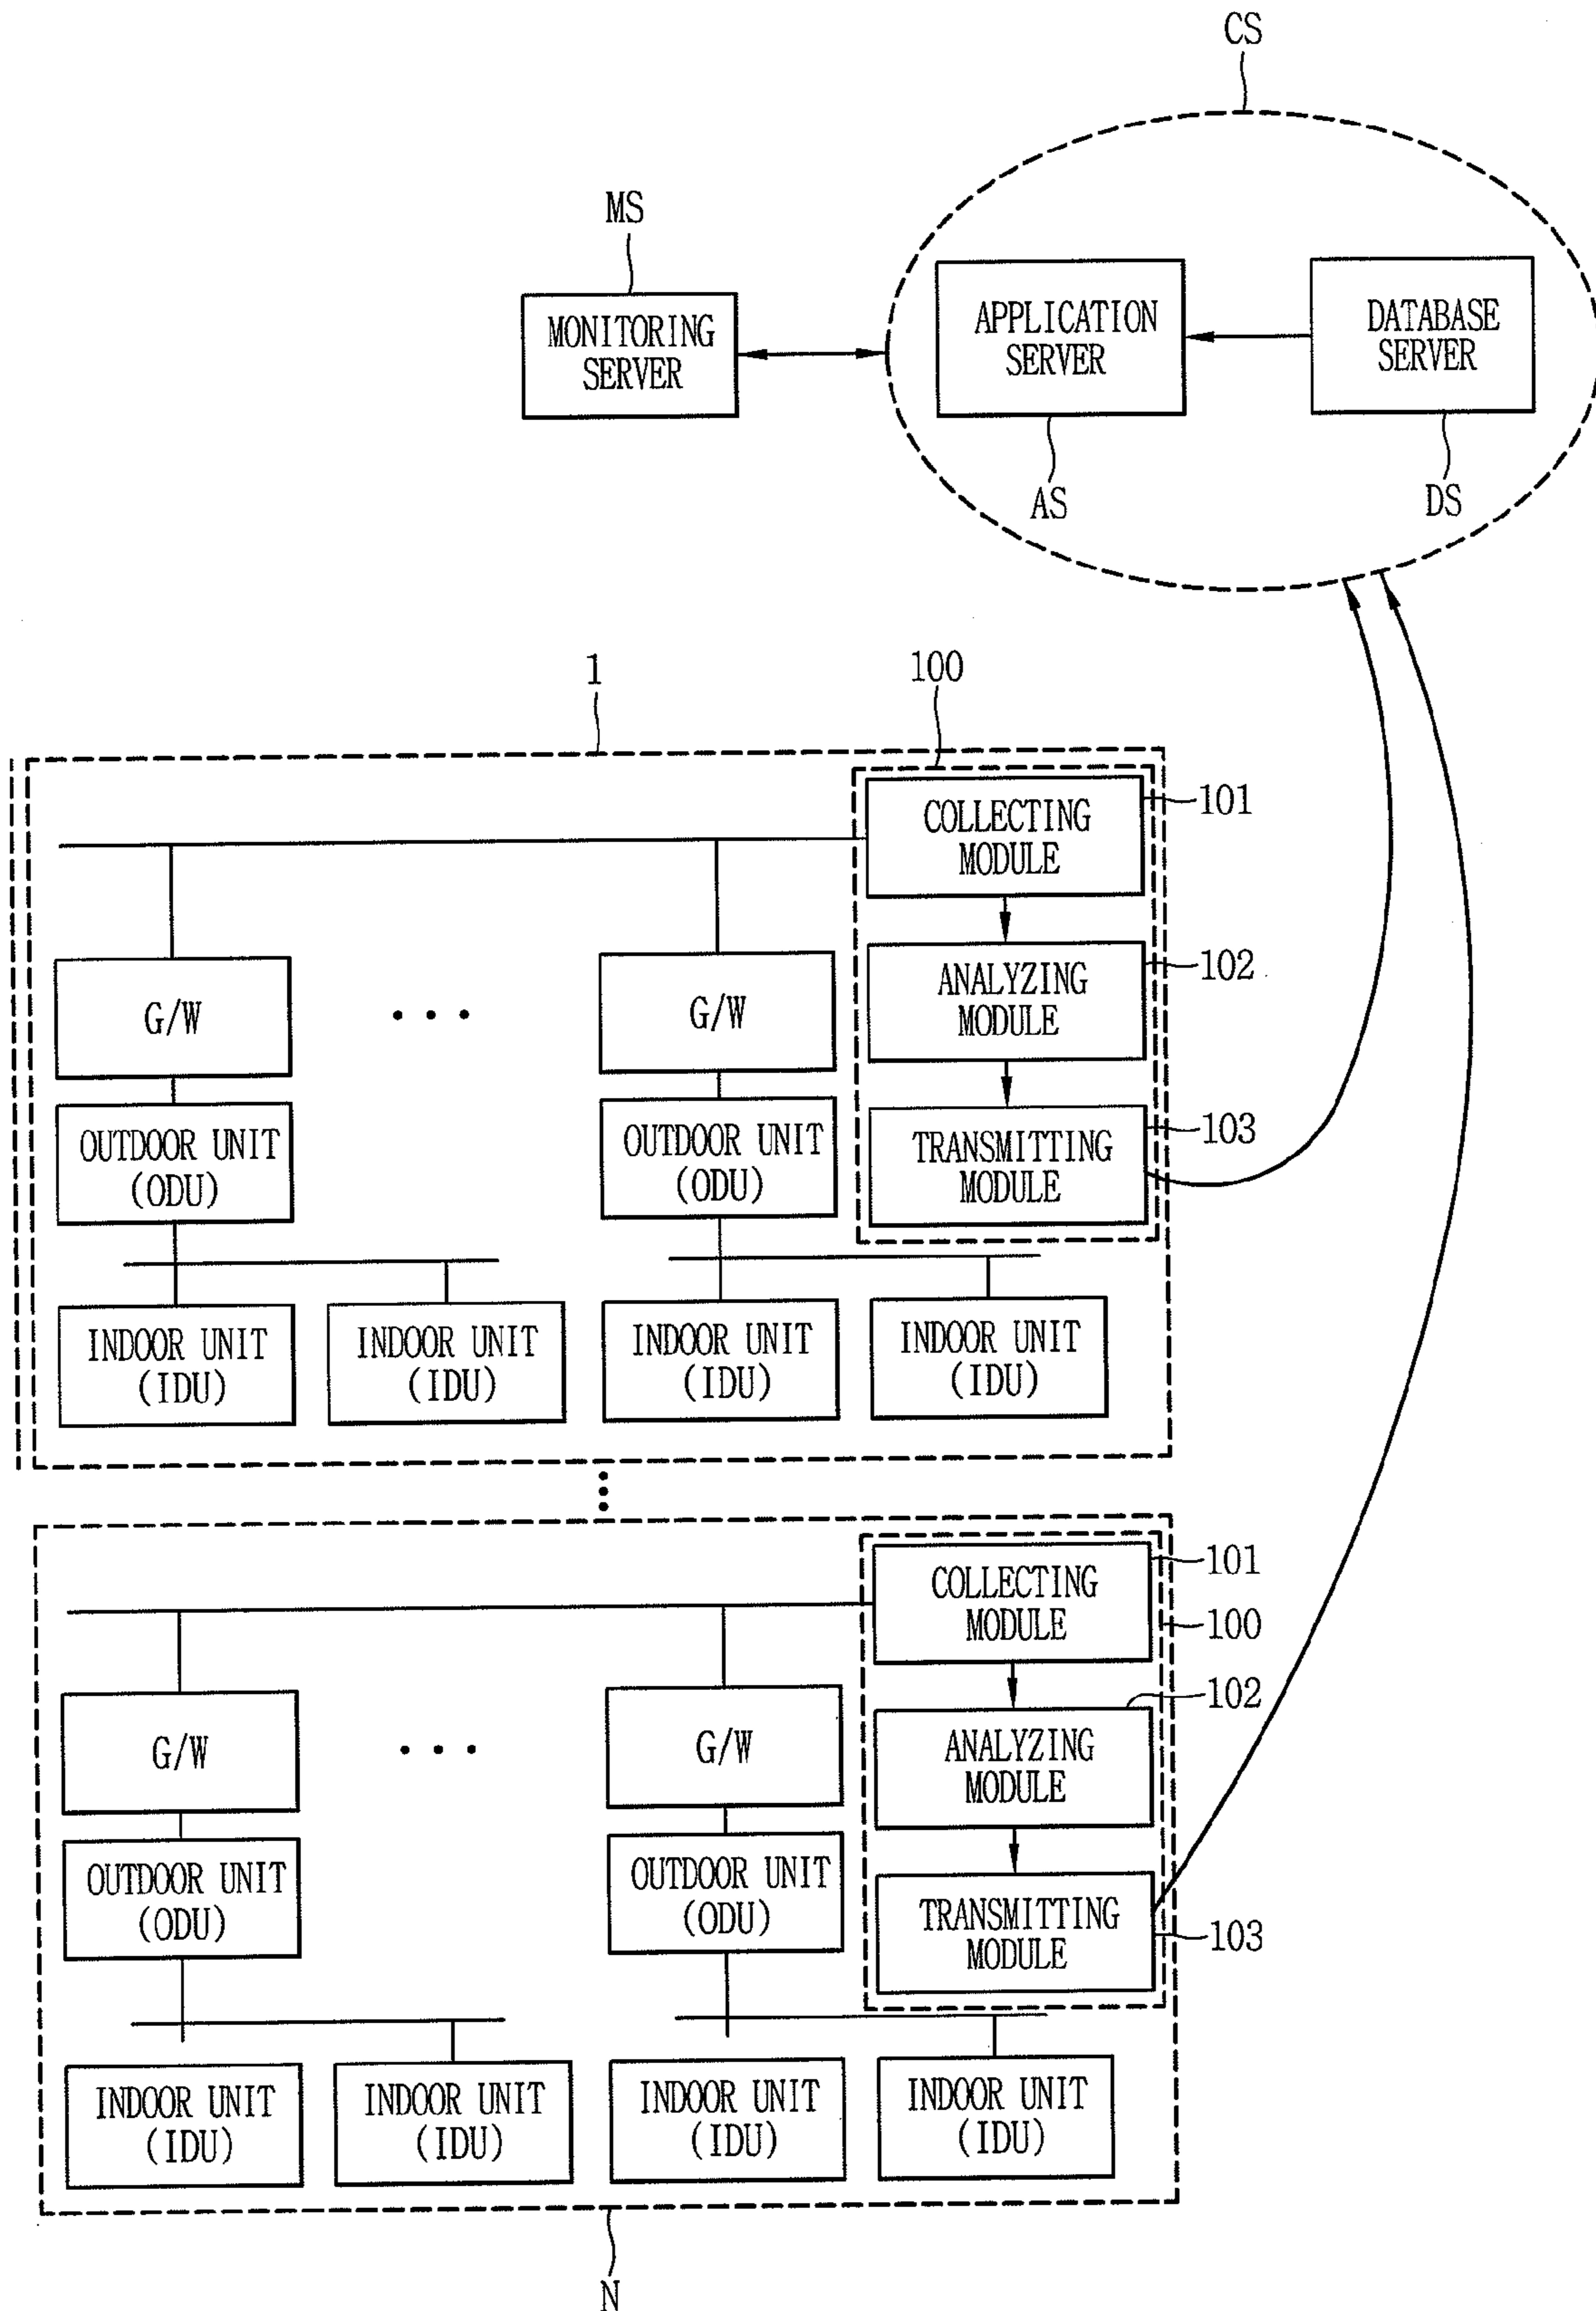 CS
MS
MONITORING
SERVER
APPLICATION
SERVER
DATABASE
SERVER
AS
DS
1
100
COLLECTING
MODULE
101
G/W
G/W
ANALYZING
MODULE
102
OUTDOOR UNIT
(ODU)
OUTDOOR UNIT
(ODU)
TRANSMITTING
MODULE
103
INDOOR UNIT
(IDU)
INDOOR UNIT
(IDU)
INDOOR UNIT
(IDU)
INDOOR UNIT
(IDU)
COLLECTING
MODULE
101
100
G/W
G/W
ANALYZING
MODULE
102
OUTDOOR UNIT
(ODU)
OUTDOOR UNIT
(ODU)
TRANSMITTING
MODULE
103
INDOOR UNIT
(IDU)
INDOOR UNIT
(IDU)
INDOOR UNIT
(IDU)
INDOOR UNIT
(IDU)
N